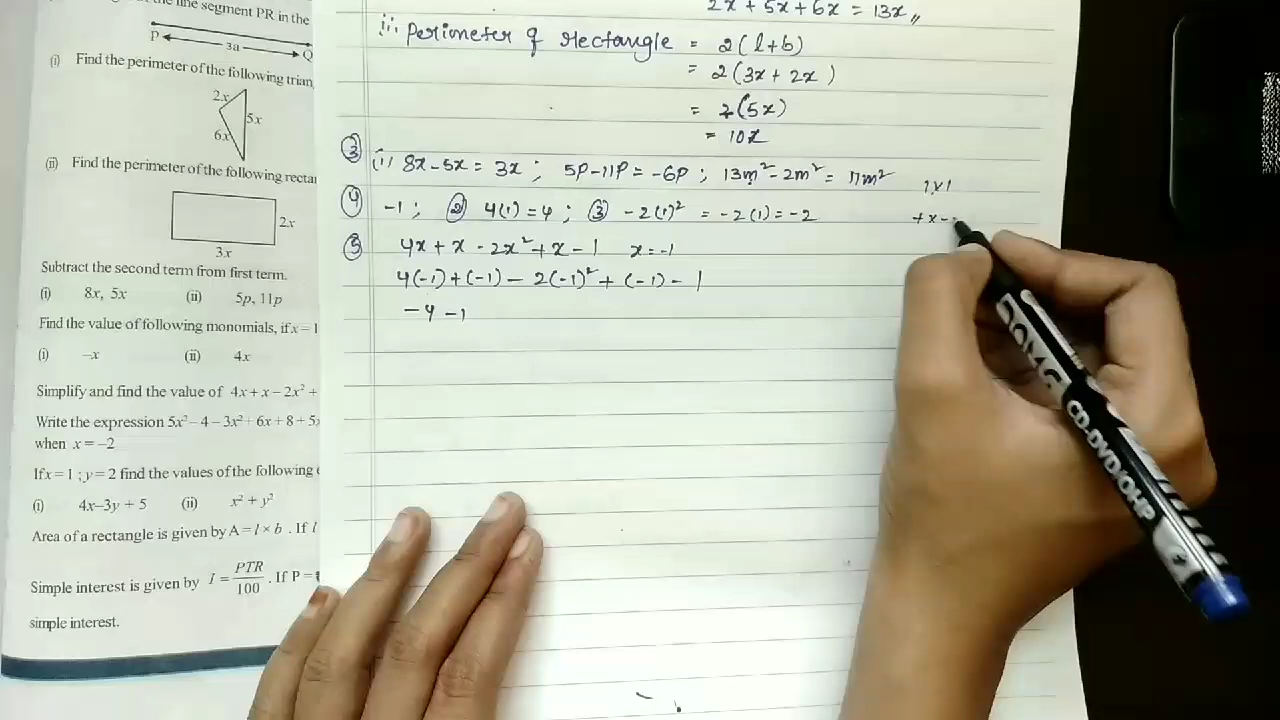 line segment PR in the
P 3a Q
(i) Find the perimeter of the following trian
2x
5x
6x
(ii) Find the perimeter of the following recta
2x
3x
Subtract the second term from first term.
(i) 8x, 5x (ii) 5p, 11p
Find the value of following monomials, if x = 1
(i) –x (ii) 4x
Simplify and find the value of 4x + x – 2x² +
Write the expression 5x² – 4 – 3x² + 6x + 8 + 5x
when x = –2
If x = 1 ; y = 2 find the values of the following
(i) 4x–3y + 5 (ii) x² + y²
Area of a rectangle is given by A = l × b . If l
Simple interest is given by I = PTR/100 . If P =
simple interest.
2x + 5x + 6x = 13x
ii. Perimeter of rectangle = 2(l+b)
= 2(3x + 2x)
= 2(5x)
= 10x
③ (i) 8x – 5x = 3x ; 5p – 11p = –6p ; 13m² – 2m² = 11m²
1×1
④ –1 ; ② 4(1) = 4 ; ③ –2(1)² = –2(1) = –2
+ x –
⑤ 4x + x – 2x² + x – 1 x = –1
4(–1) + (–1) – 2(–1)² + (–1) – 1
–4 –1
CD-DVD/OHP